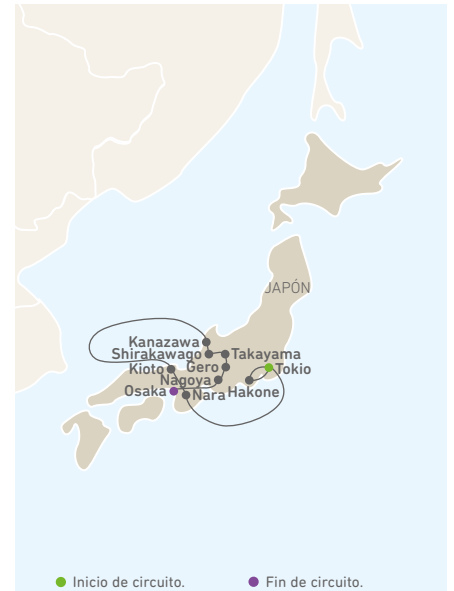 JAPÓN
Kanazawa
Shirakawago Takayama
Kioto Gero Tokio
Nagoya
Osaka Nara Hakone
Inicio de circuito. Fin de circuito.